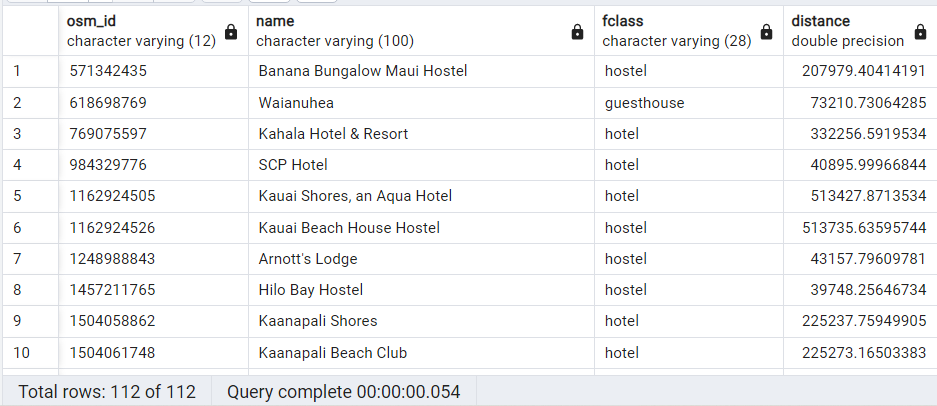 osm_id name fclass distance
character varying (12) character varying (100) character varying (28) double precision
1 571342435 Banana Bungalow Maui Hostel hostel 207979.40414191
2 618698769 Waianuhea guesthouse 73210.73064285
3 769075597 Kahala Hotel & Resort hotel 332256.5919534
4 984329776 SCP Hotel hotel 40895.99966844
5 1162924505 Kauai Shores, an Aqua Hotel hotel 513427.8713534
6 1162924526 Kauai Beach House Hostel hostel 513735.63595744
7 1248988843 Arnott's Lodge hostel 43157.79609781
8 1457211765 Hilo Bay Hostel hostel 39748.25646734
9 1504058862 Kaanapali Shores hotel 225237.75949905
10 1504061748 Kaanapali Beach Club hotel 225273.16503383
Total rows: 112 of 112 Query complete 00:00:00.054